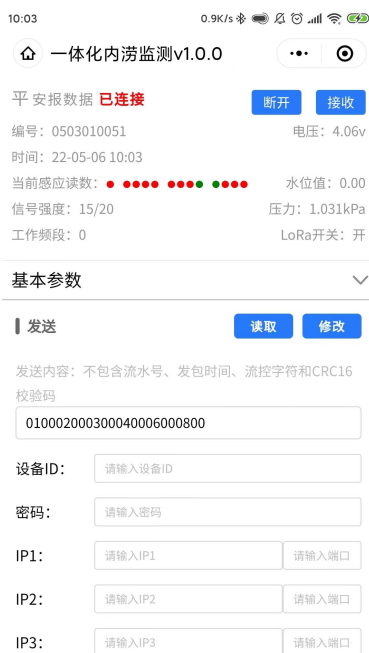 10:03 0.9K/s
一体化内涝监测v1.0.0
平安报数据 已连接 断开 接收
编号：0503010051 电压：4.06v
时间：22-05-06 10:03
当前感应读数： 水位值：0.00
信号强度：15/20 压力：1.031kPa
工作频段：0 LoRa开关：开
基本参数
发送 读取 修改
发送内容：不包含流水号、发包时间、流控字符和CRC16
校验码
010002000300040006000800
设备ID： 请输入设备ID
密码： 请输入密码
IP1： 请输入IP1 请输入端口
IP2： 请输入IP2 请输入端口
IP3： 请输入IP3 请输入端口